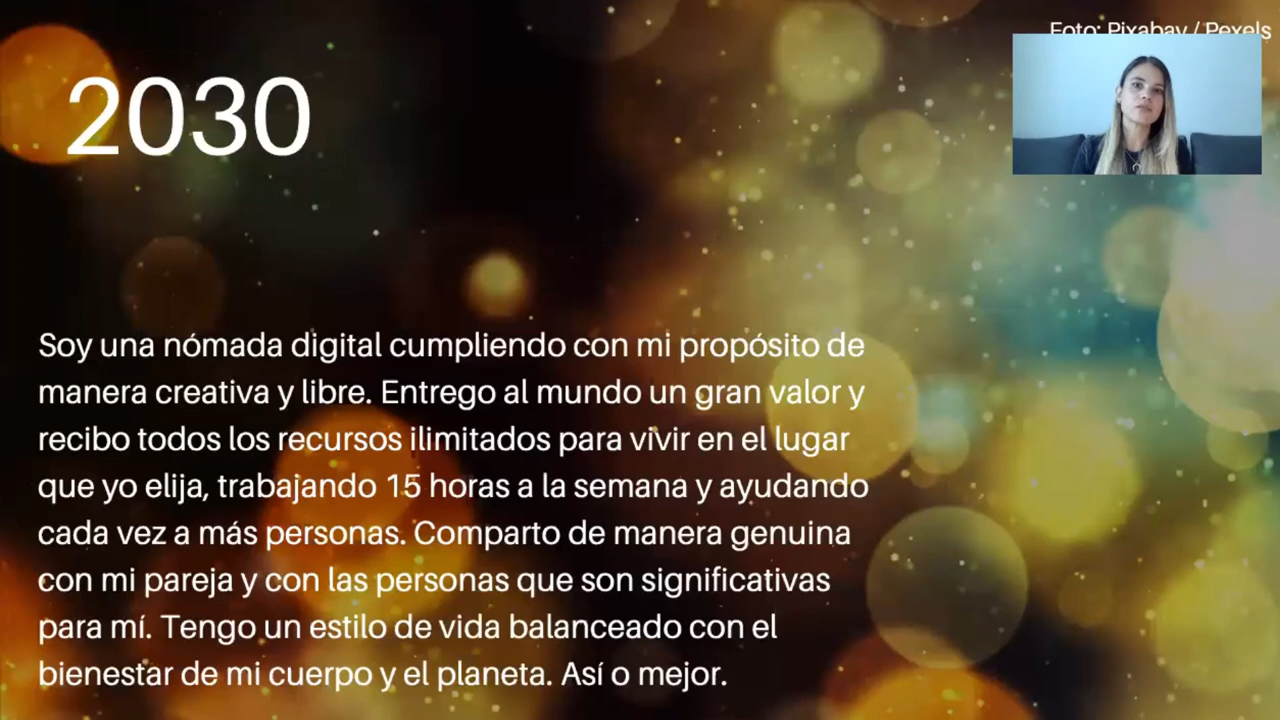 Foto: Pixabay / Pexels
2030
Soy una nómada digital cumpliendo con mi propósito de
manera creativa y libre. Entrego al mundo un gran valor y
recibo todos los recursos ilimitados para vivir en el lugar
que yo elija, trabajando 15 horas a la semana y ayudando
cada vez a más personas. Comparto de manera genuina
con mi pareja y con las personas que son significativas
para mí. Tengo un estilo de vida balanceado con el
bienestar de mi cuerpo y el planeta. Así o mejor.